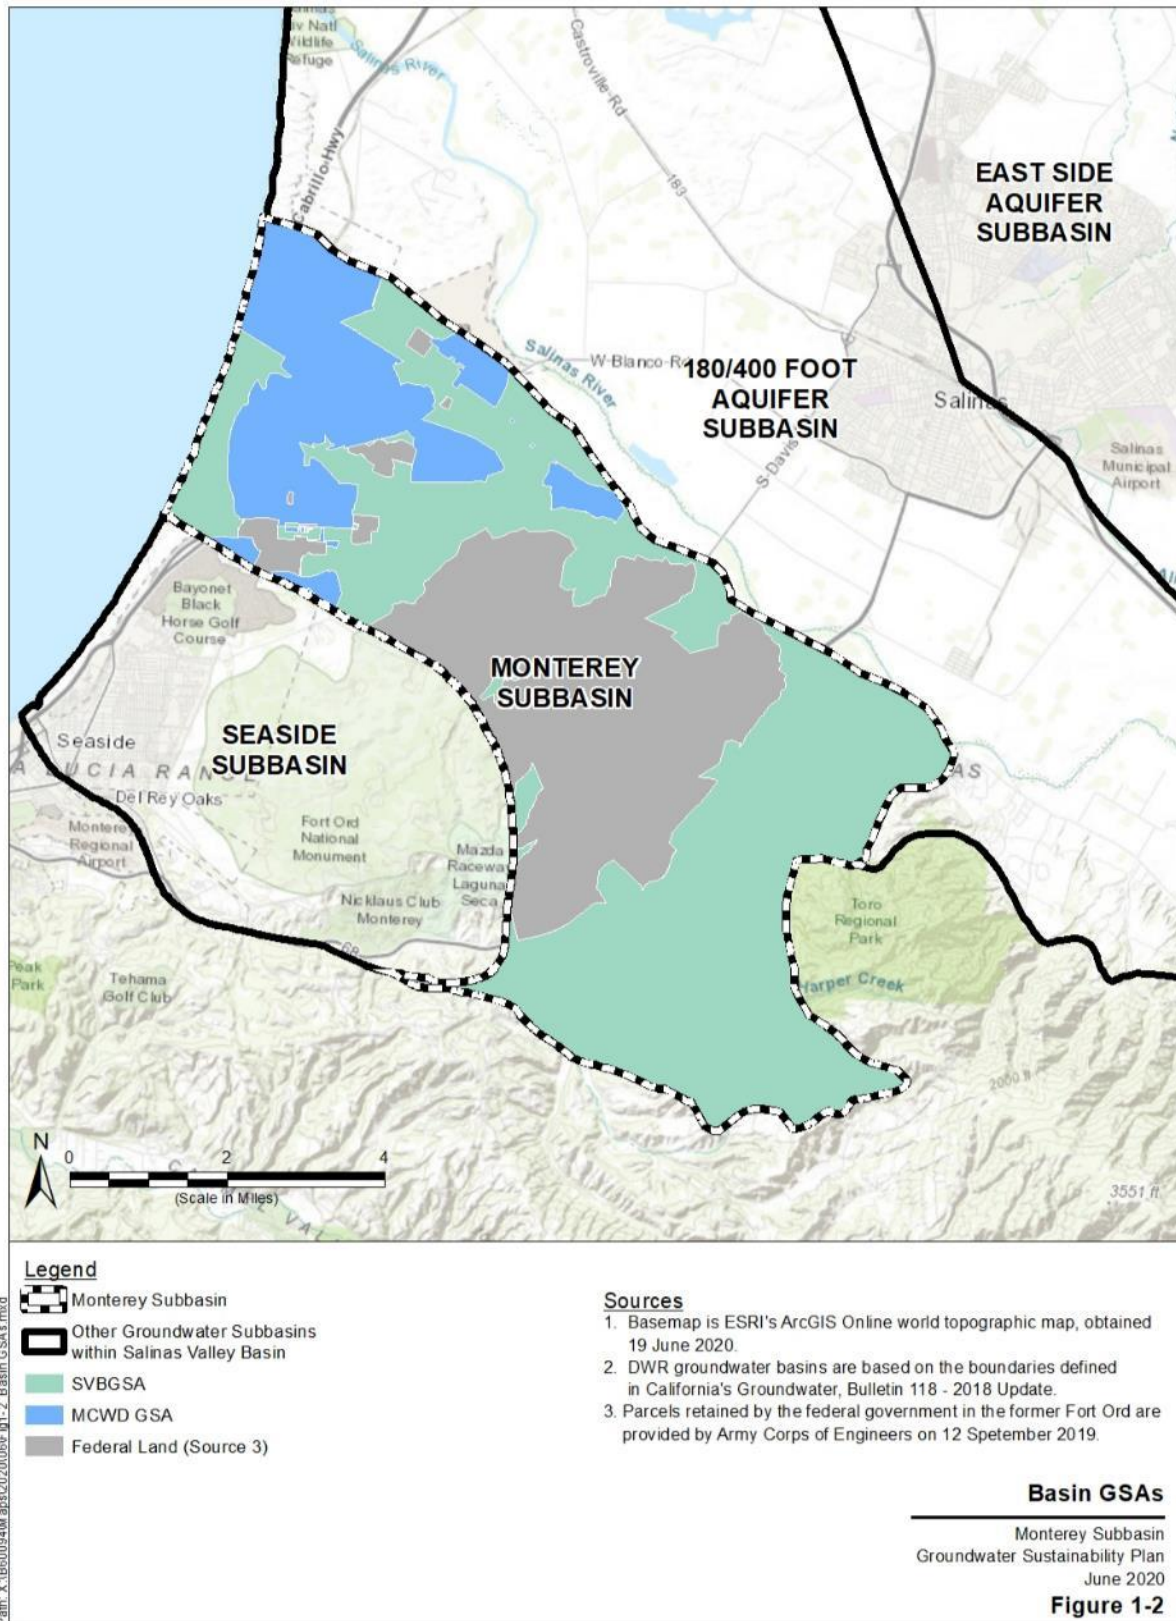 Wildlife
Refuge
Salinas River
Cabrillo Hwy
Castroville-Rd
183
EAST SIDE
AQUIFER
SUBBASIN
Salinas River
W-Blanco-Rd
180/400 FOOT
AQUIFER
SUBBASIN
Salinas
S-Davis
Salinas
Municipal
Airport
Bayonet
Black
Horse Golf
Course
MONTEREY
SUBBASIN
SEASIDE
SUBBASIN
Seaside
A LUCIA RANGE
Del Rey Oaks
Monterey
Regional
Airport
Fort Ord
National
Monument
Mazda
Raceway
Laguna
Seca
Nicklaus Club
Monterey
68
Toro
Regional
Park
Harper Creek
Peak
Park
Tehama
Golf Club
2000 ft
3551 ft
N
0 2 4
(Scale in Miles)
Legend
Monterey Subbasin
Other Groundwater Subbasins
within Salinas Valley Basin
SVBGSA
MCWD GSA
Federal Land (Source 3)
Sources
1. Basemap is ESRI's ArcGIS Online world topographic map, obtained
19 June 2020.
2. DWR groundwater basins are based on the boundaries defined
in California's Groundwater, Bulletin 118 - 2018 Update.
3. Parcels retained by the federal government in the former Fort Ord are
provided by Army Corps of Engineers on 12 Spetember 2019.
Basin GSAs
Monterey Subbasin
Groundwater Sustainability Plan
June 2020
Figure 1-2